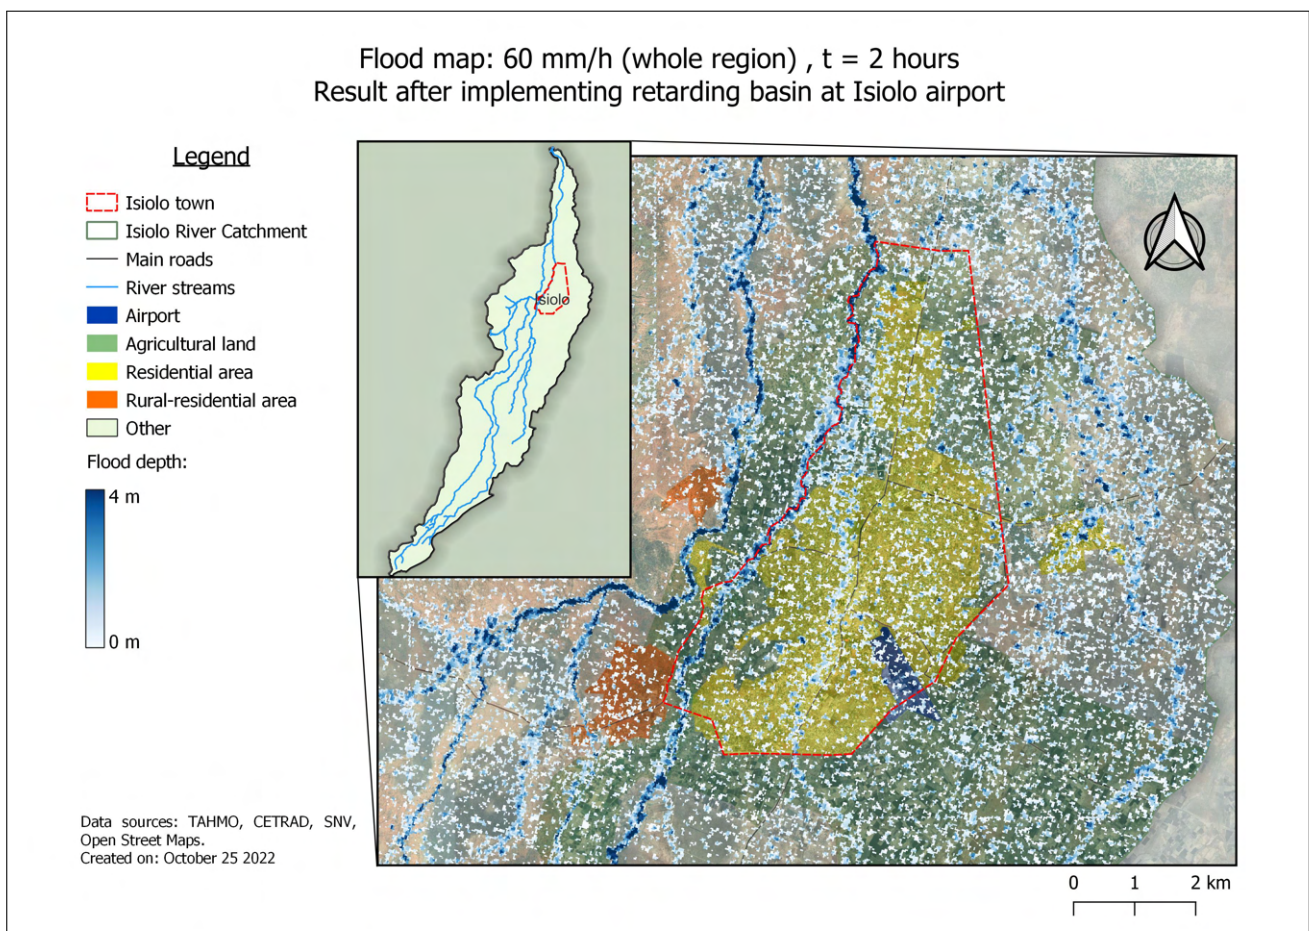 Flood map: 60 mm/h (whole region) , t = 2 hours
Result after implementing retarding basin at Isiolo airport
Legend
Isiolo town
Isiolo River Catchment
Main roads
River streams
Airport
Agricultural land
Residential area
Rural-residential area
Other
Flood depth:
4 m
0 m
Isiolo
Data sources: TAHMO, CETRAD, SNV,
Open Street Maps.
Created on: October 25 2022
0 1 2 km